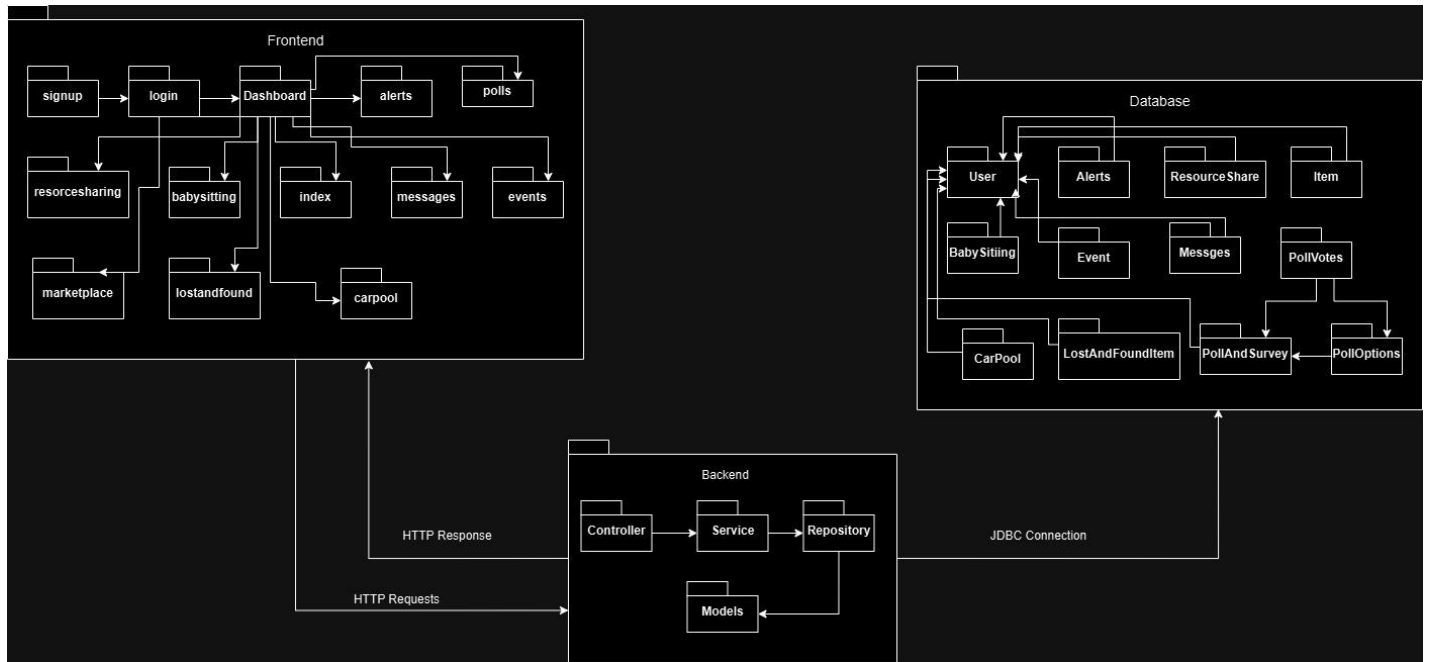 Frontend
signup
login
Dashboard
alerts
polls
resorcesharing
babysitting
index
messages
events
marketplace
lostandfound
carpool
Database
User
Alerts
ResourceShare
Item
BabySitiing
Event
Messges
PollVotes
CarPool
LostAndFoundItem
PollAndSurvey
PollOptions
HTTP Response
HTTP Requests
Backend
Controller
Service
Repository
Models
JDBC Connection